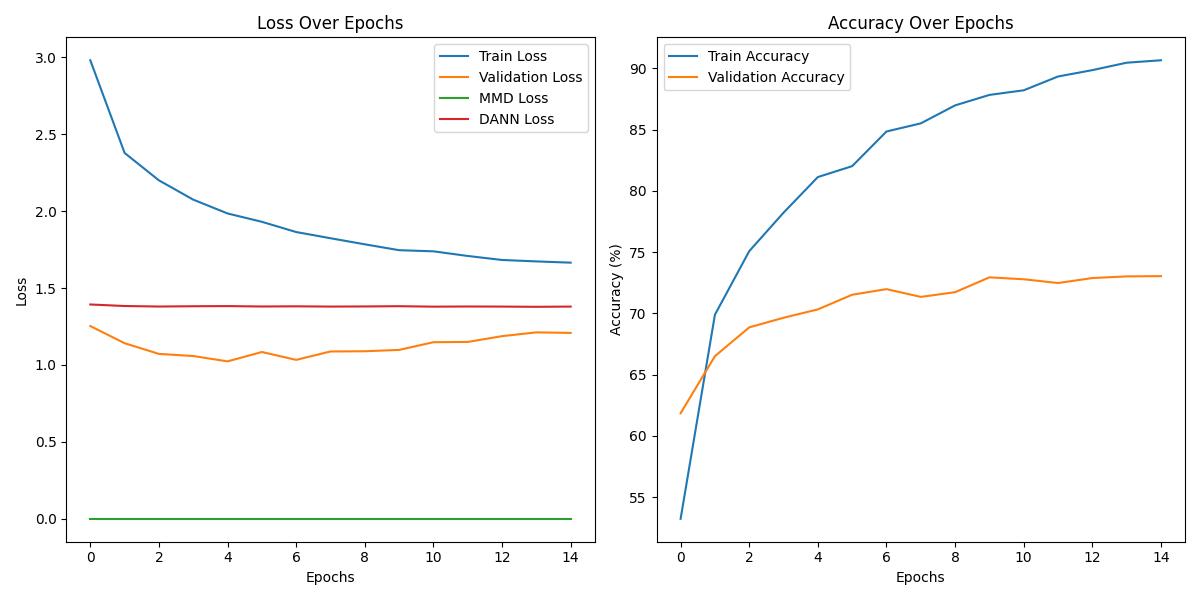 Loss Over Epochs
Train Loss
Validation Loss
MMD Loss
DANN Loss
3.0
2.5
2.0
1.5
1.0
0.5
0.0
Loss
0 2 4 6 8 10 12 14
Epochs
Accuracy Over Epochs
Train Accuracy
Validation Accuracy
90
85
80
75
70
65
60
55
Accuracy (%)
0 2 4 6 8 10 12 14
Epochs